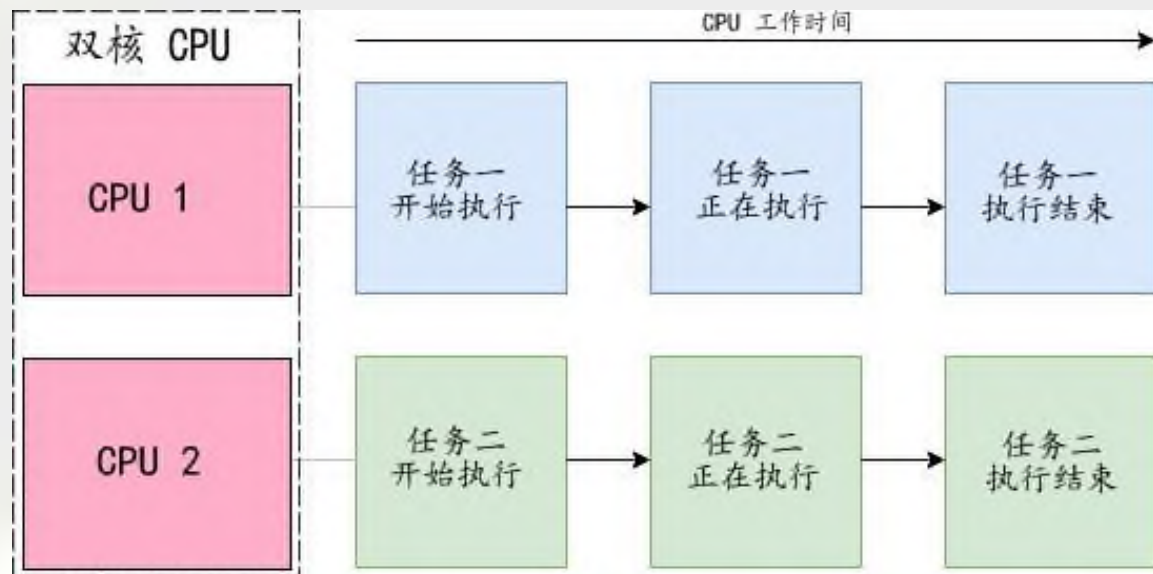 双核 CPU
CPU 工作时间
CPU 1
任务一
开始执行
任务一
正在执行
任务一
执行结束
CPU 2
任务二
开始执行
任务二
正在执行
任务二
执行结束